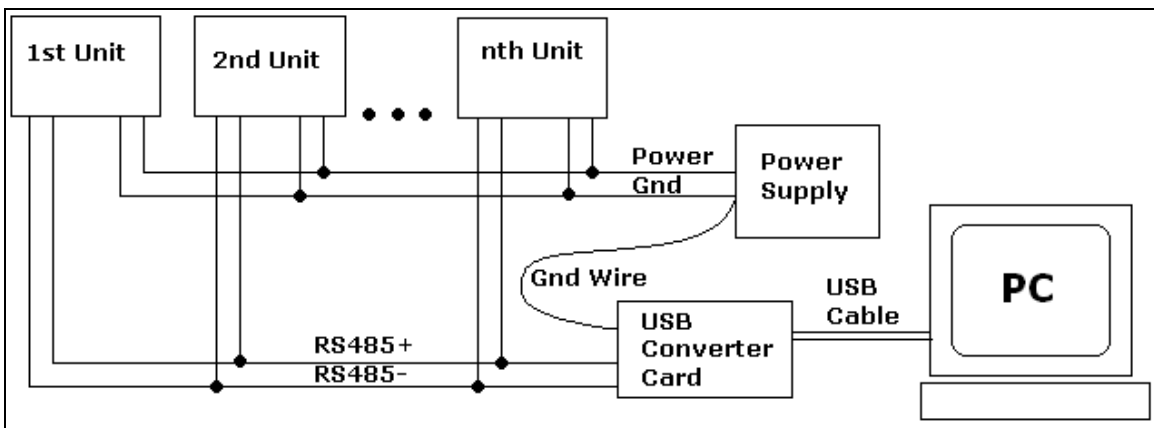 1st Unit
2nd Unit
nth Unit
Power
Gnd
Power
Supply
Gnd Wire
USB
Cable
PC
USB
Converter
Card
RS485+
RS485-